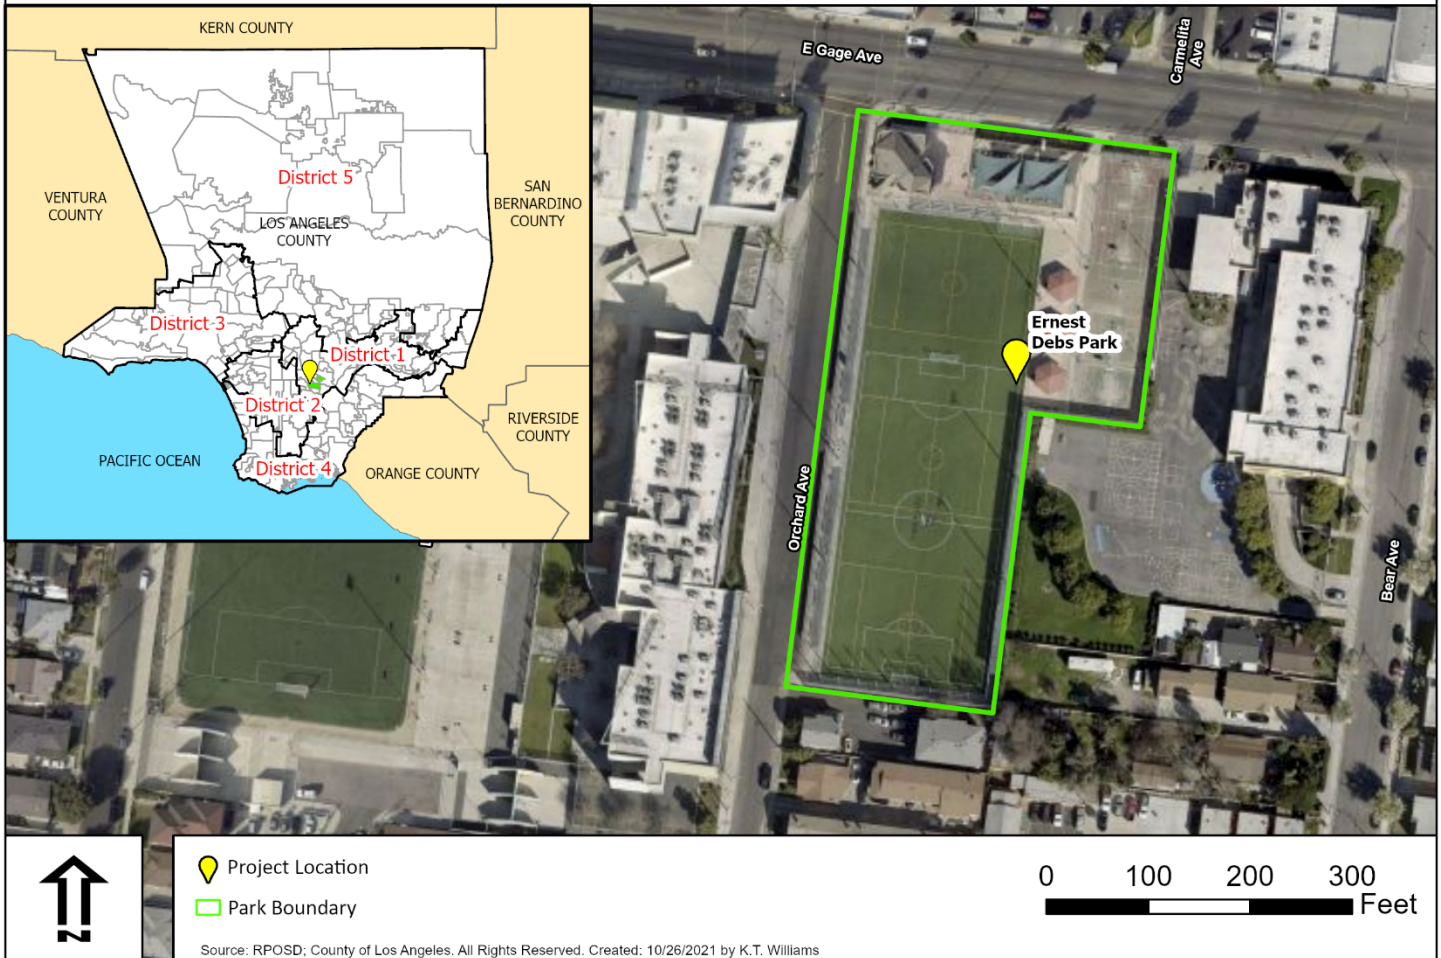 KERN COUNTY
VENTURA
COUNTY
District 5
LOS ANGELES
COUNTY
SAN
BERNARDINO
COUNTY
District 3
District 1
District 2
District 4
PACIFIC OCEAN
ORANGE COUNTY
RIVERSIDE
COUNTY
E Gage Ave
Carmelita
Ave
Ernest
Debs Park
Orchard Ave
Bear Ave
N
Project Location
Park Boundary
0 100 200 300
Feet
Source: RPOSD; County of Los Angeles. All Rights Reserved. Created: 10/26/2021 by K.T. Williams